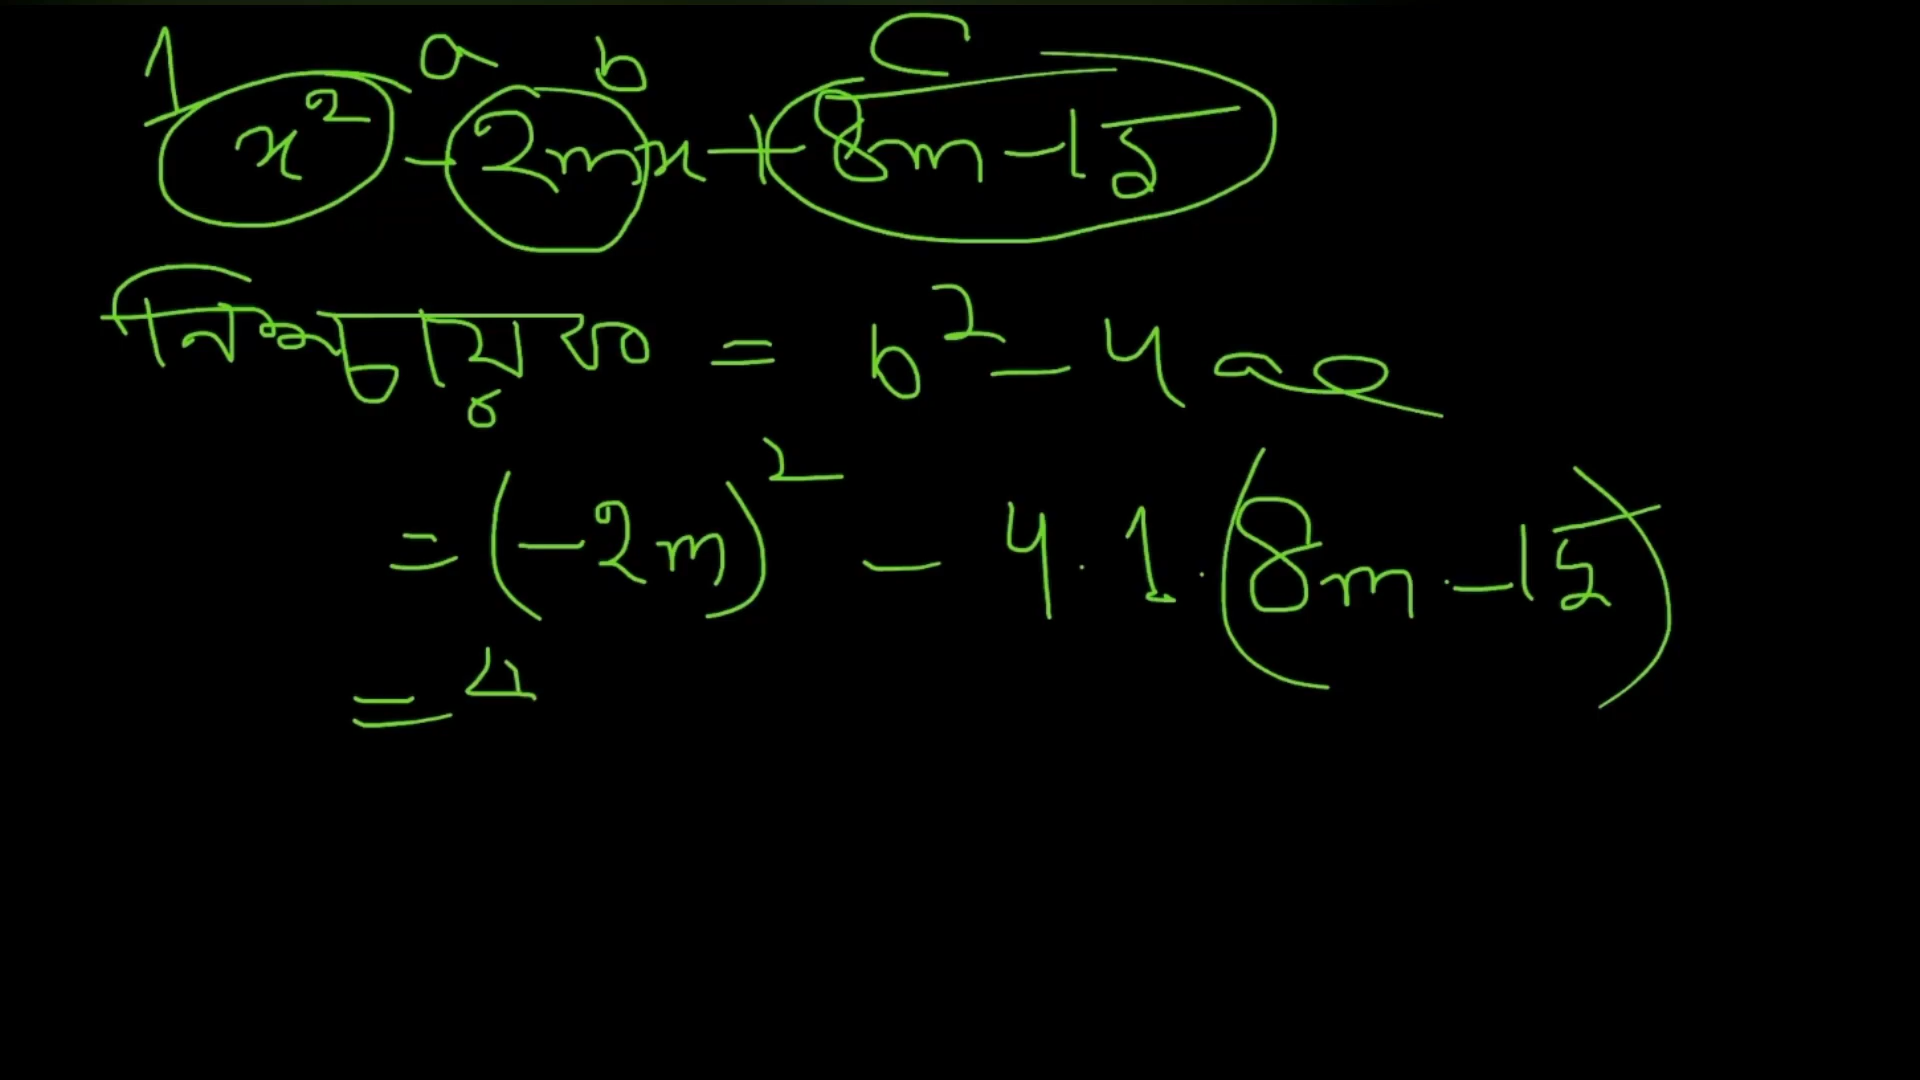 1 a b c
x² - 2mx + 8m - 15
নিশ্চায়ক = b² - 4ac
= (-2m)² - 4 . 1 . (8m - 15)
= 4